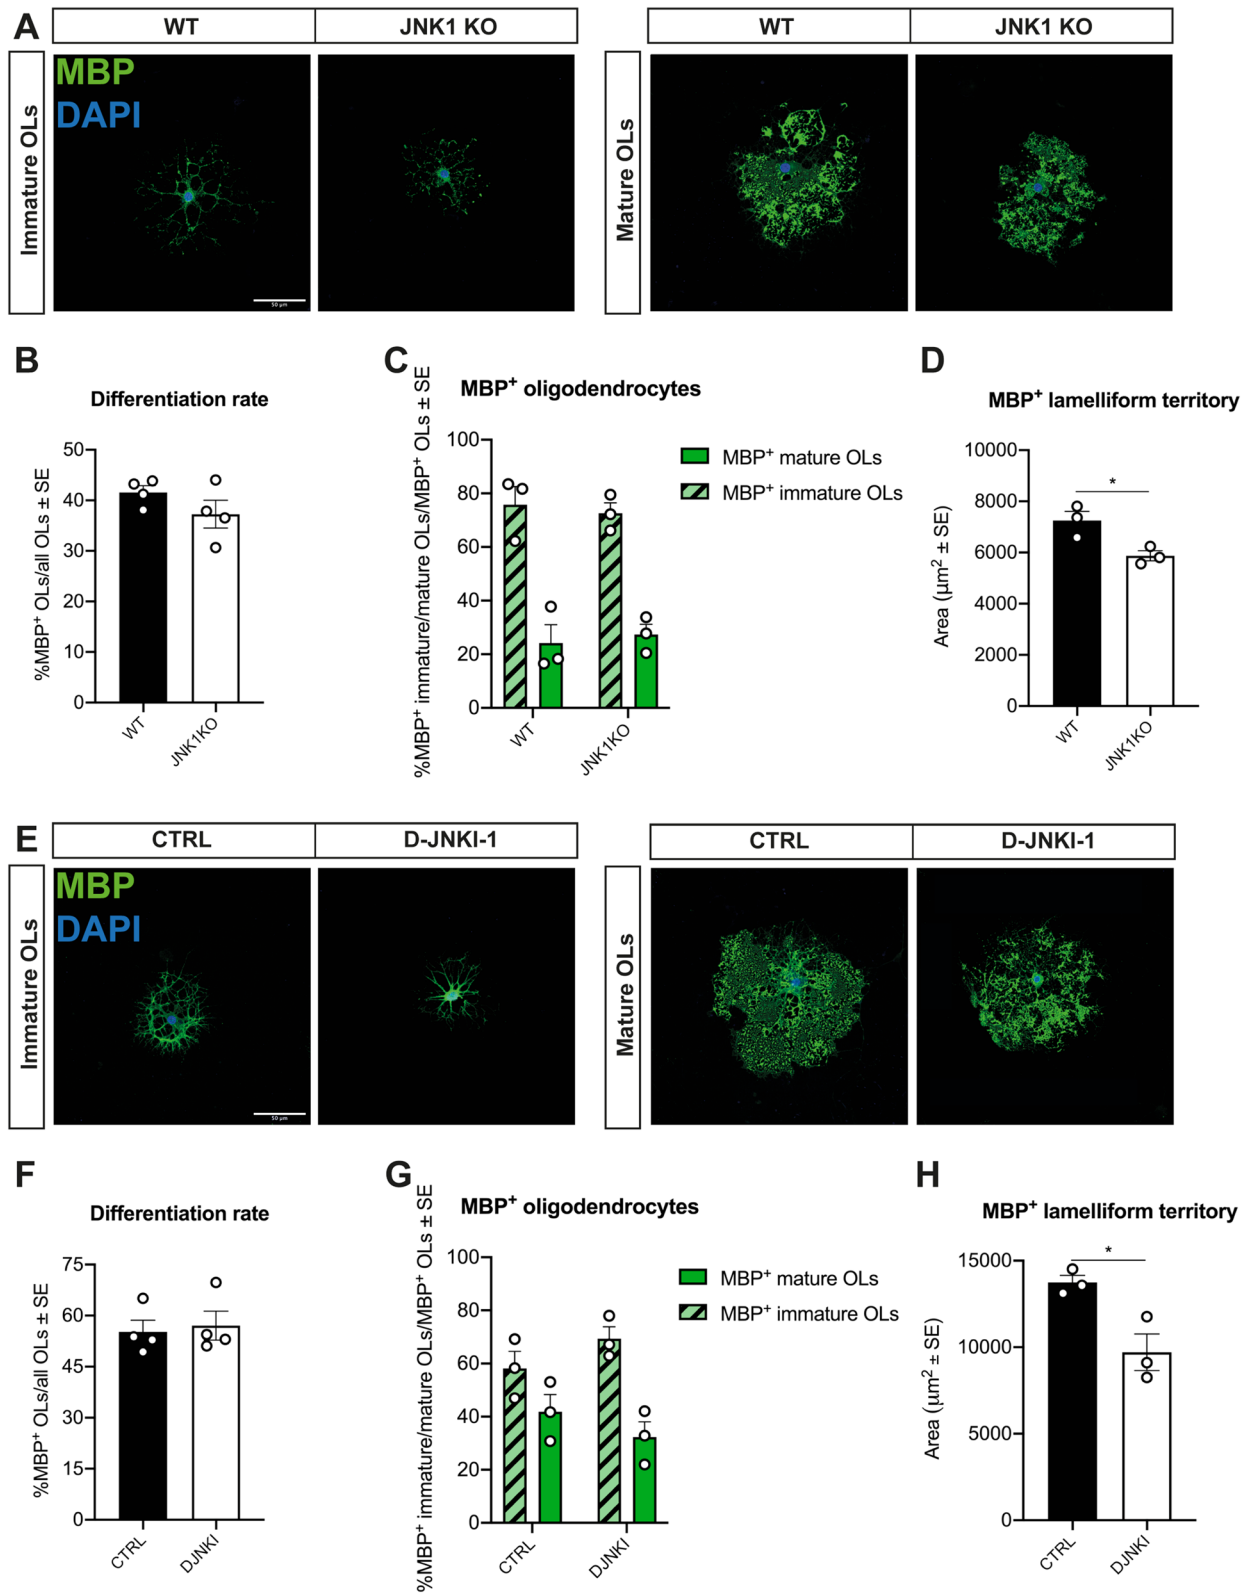 A
WT
JNK1 KO
WT
JNK1 KO
Immature OLs
MBP
DAPI
50 µm
Mature OLs
B
Differentiation rate
%MBP+ OLs/all OLs ± SE
50
40
30
20
10
0
WT
JNK1KO
C
MBP+ oligodendrocytes
%MBP+ immature/mature OLs/MBP+ OLs ± SE
100
80
60
40
20
0
WT
JNK1KO
MBP+ mature OLs
MBP+ immature OLs
D
MBP+ lamelliform territory
Area (µm2 ± SE)
10000
8000
6000
4000
2000
0
*
WT
JNK1KO
E
CTRL
D-JNKI-1
CTRL
D-JNKI-1
Immature OLs
MBP
DAPI
50 µm
Mature OLs
F
Differentiation rate
%MBP+ OLs/all OLs ± SE
75
60
45
30
15
0
CTRL
DJNKI
G
MBP+ oligodendrocytes
%MBP+ immature/mature OLs/MBP+ OLs ± SE
100
80
60
40
20
0
CTRL
DJNKI
MBP+ mature OLs
MBP+ immature OLs
H
MBP+ lamelliform territory
Area (µm2 ± SE)
15000
10000
5000
0
*
CTRL
DJNKI